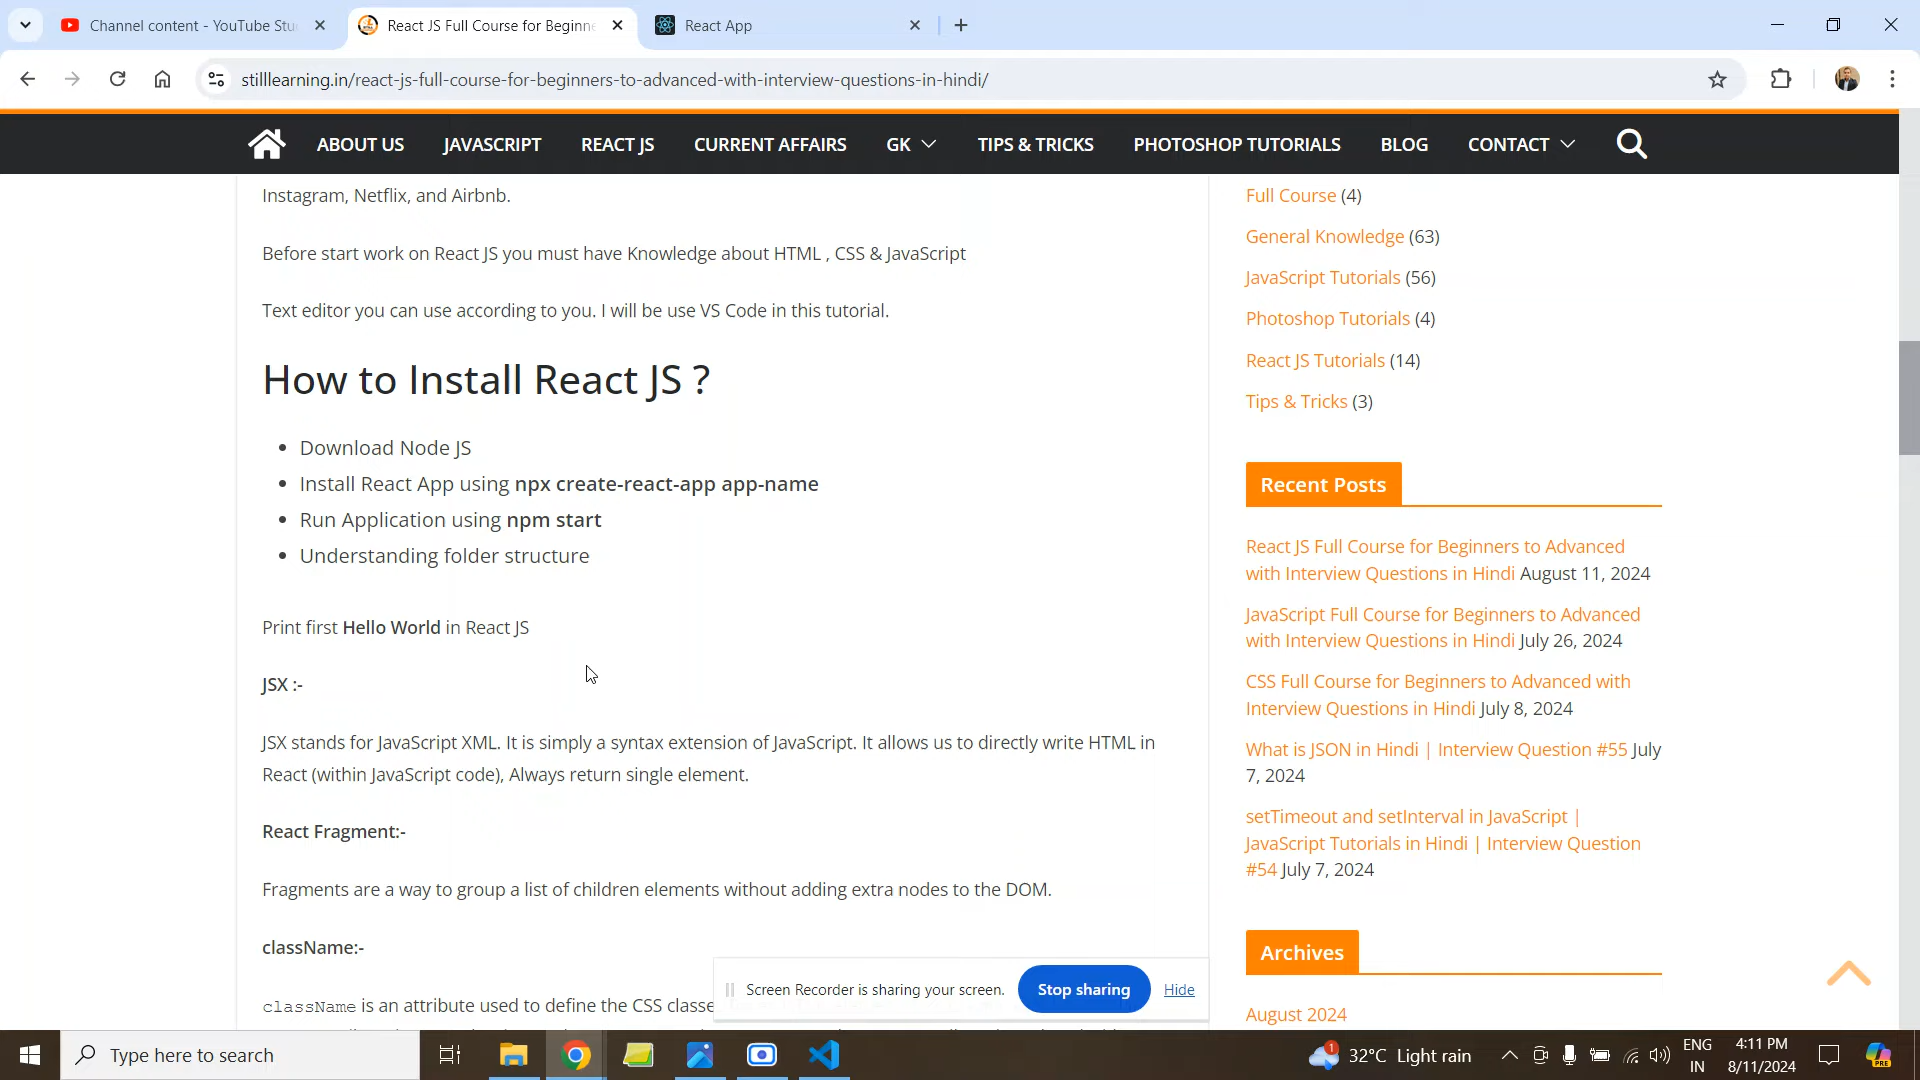 Channel content - YouTube Stu
React JS Full Course for Beginne
React App
stilllearning.in/react-js-full-course-for-beginners-to-advanced-with-interview-questions-in-hindi/
ABOUT US JAVASCRIPT REACT JS CURRENT AFFAIRS GK TIPS & TRICKS PHOTOSHOP TUTORIALS BLOG CONTACT
Instagram, Netflix, and Airbnb.
Before start work on React JS you must have Knowledge about HTML , CSS & JavaScript
Text editor you can use according to you. I will be use VS Code in this tutorial.
How to Install React JS ?
• Download Node JS
• Install React App using npx create-react-app app-name
• Run Application using npm start
• Understanding folder structure
Print first Hello World in React JS
JSX :-
JSX stands for JavaScript XML. It is simply a syntax extension of JavaScript. It allows us to directly write HTML in
React (within JavaScript code), Always return single element.
React Fragment:-
Fragments are a way to group a list of children elements without adding extra nodes to the DOM.
className:-
className is an attribute used to define the CSS classe
Full Course (4)
General Knowledge (63)
JavaScript Tutorials (56)
Photoshop Tutorials (4)
React JS Tutorials (14)
Tips & Tricks (3)
Recent Posts
React JS Full Course for Beginners to Advanced
with Interview Questions in Hindi August 11, 2024
JavaScript Full Course for Beginners to Advanced
with Interview Questions in Hindi July 26, 2024
CSS Full Course for Beginners to Advanced with
Interview Questions in Hindi July 8, 2024
What is JSON in Hindi | Interview Question #55 July
7, 2024
setTimeout and setInterval in JavaScript |
JavaScript Tutorials in Hindi | Interview Question
#54 July 7, 2024
Archives
August 2024
Screen Recorder is sharing your screen. Stop sharing Hide
Type here to search
1
32°C Light rain
ENG
IN
4:11 PM
8/11/2024
PRE